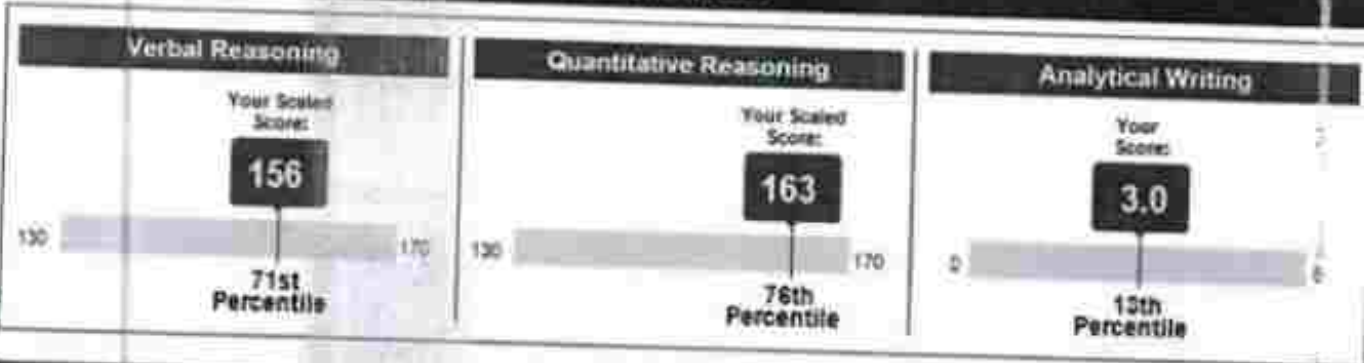 Verbal Reasoning
Your Scaled
Score:
156
130
170
71st
Percentile
Quantitative Reasoning
Your Scaled
Score:
163
130
170
76th
Percentile
Analytical Writing
Your
Score:
3.0
0
6
13th
Percentile